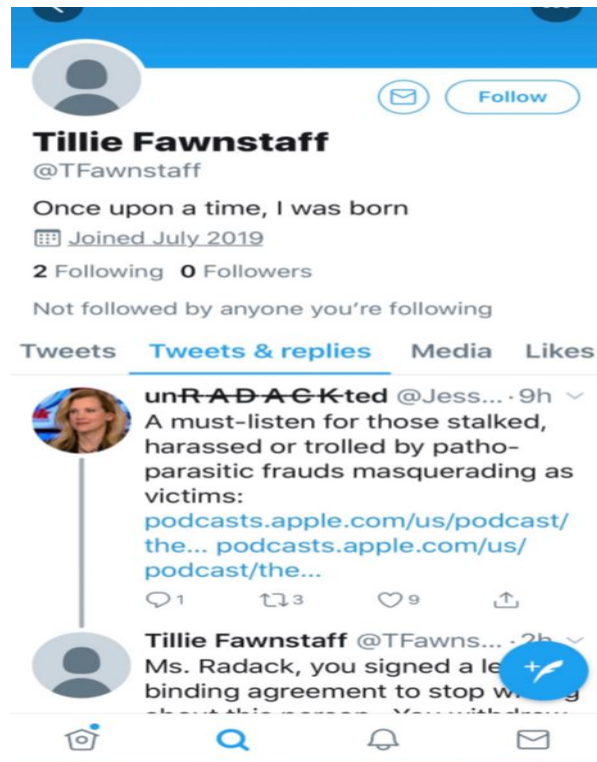 Follow
Tillie Fawnstaff
@TFawnstaff
Once upon a time, I was born
Joined July 2019
2 Following 0 Followers
Not followed by anyone you're following
Tweets Tweets & replies Media Likes
unRADACKted @Jess... · 9h
A must-listen for those stalked,
harassed or trolled by patho-
parasitic frauds masquerading as
victims:
podcasts.apple.com/us/podcast/
the... podcasts.apple.com/us/
podcast/the...
1 3 9
Tillie Fawnstaff @TFawns... · 2h
Ms. Radack, you signed a le
binding agreement to stop w